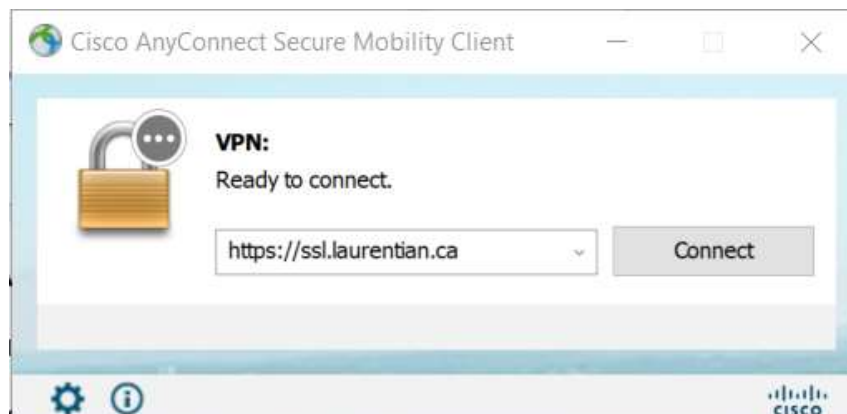 Cisco AnyConnect Secure Mobility Client
VPN:
Ready to connect.
https://ssl.laurentian.ca
Connect
CISCO